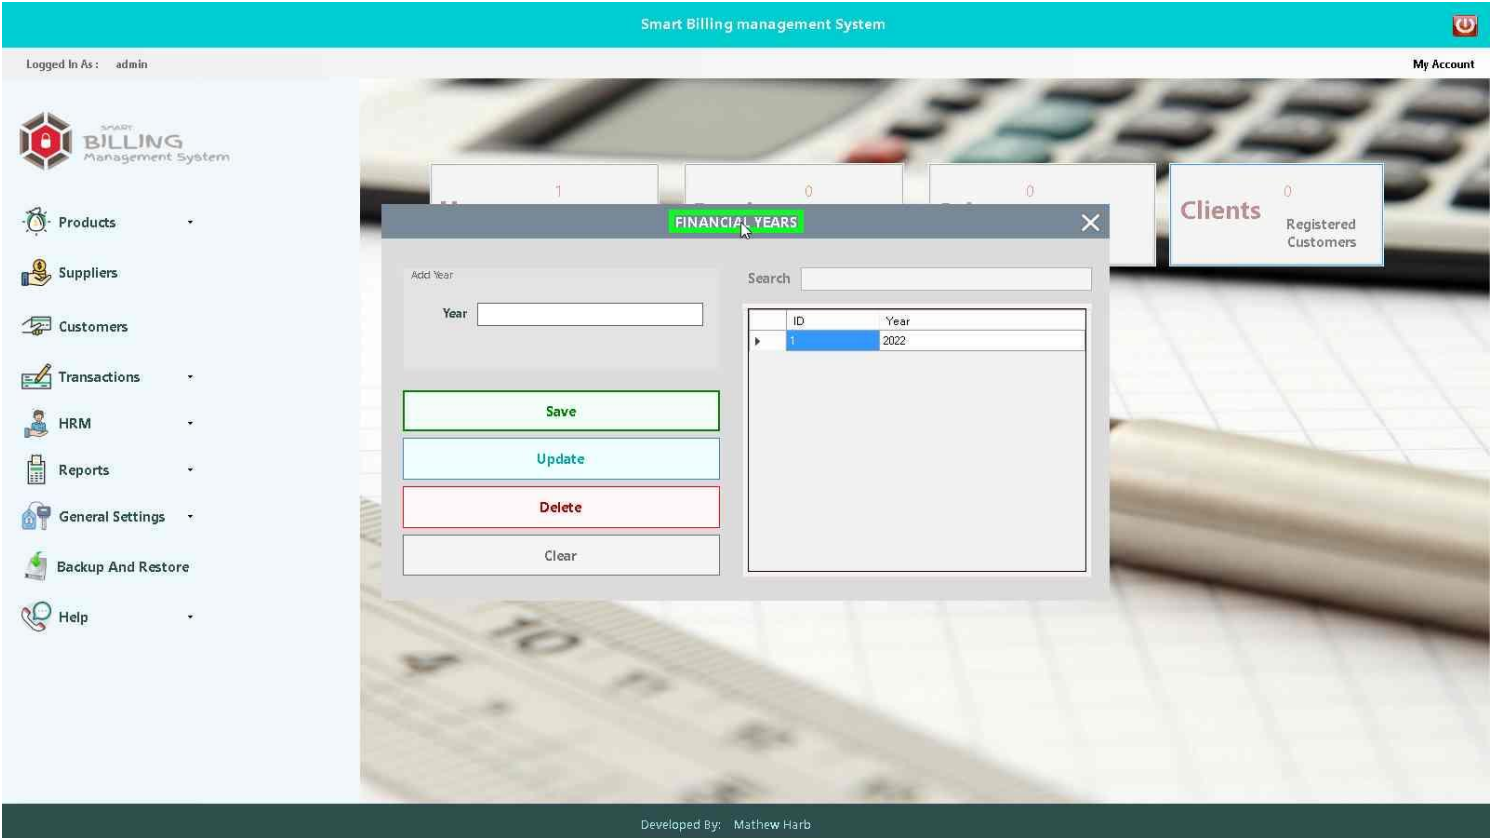 Smart Billing management System
Logged In As : admin
My Account
SMART
BILLING
Management System
Products
Suppliers
Customers
Transactions
HRM
Reports
General Settings
Backup And Restore
Help
1
0
0
Clients
0
Registered
Customers
FINANCIAL YEARS
Add Year
Year
Save
Update
Delete
Clear
Search
ID Year
1 2022
10
4
Developed By: Mathew Harb